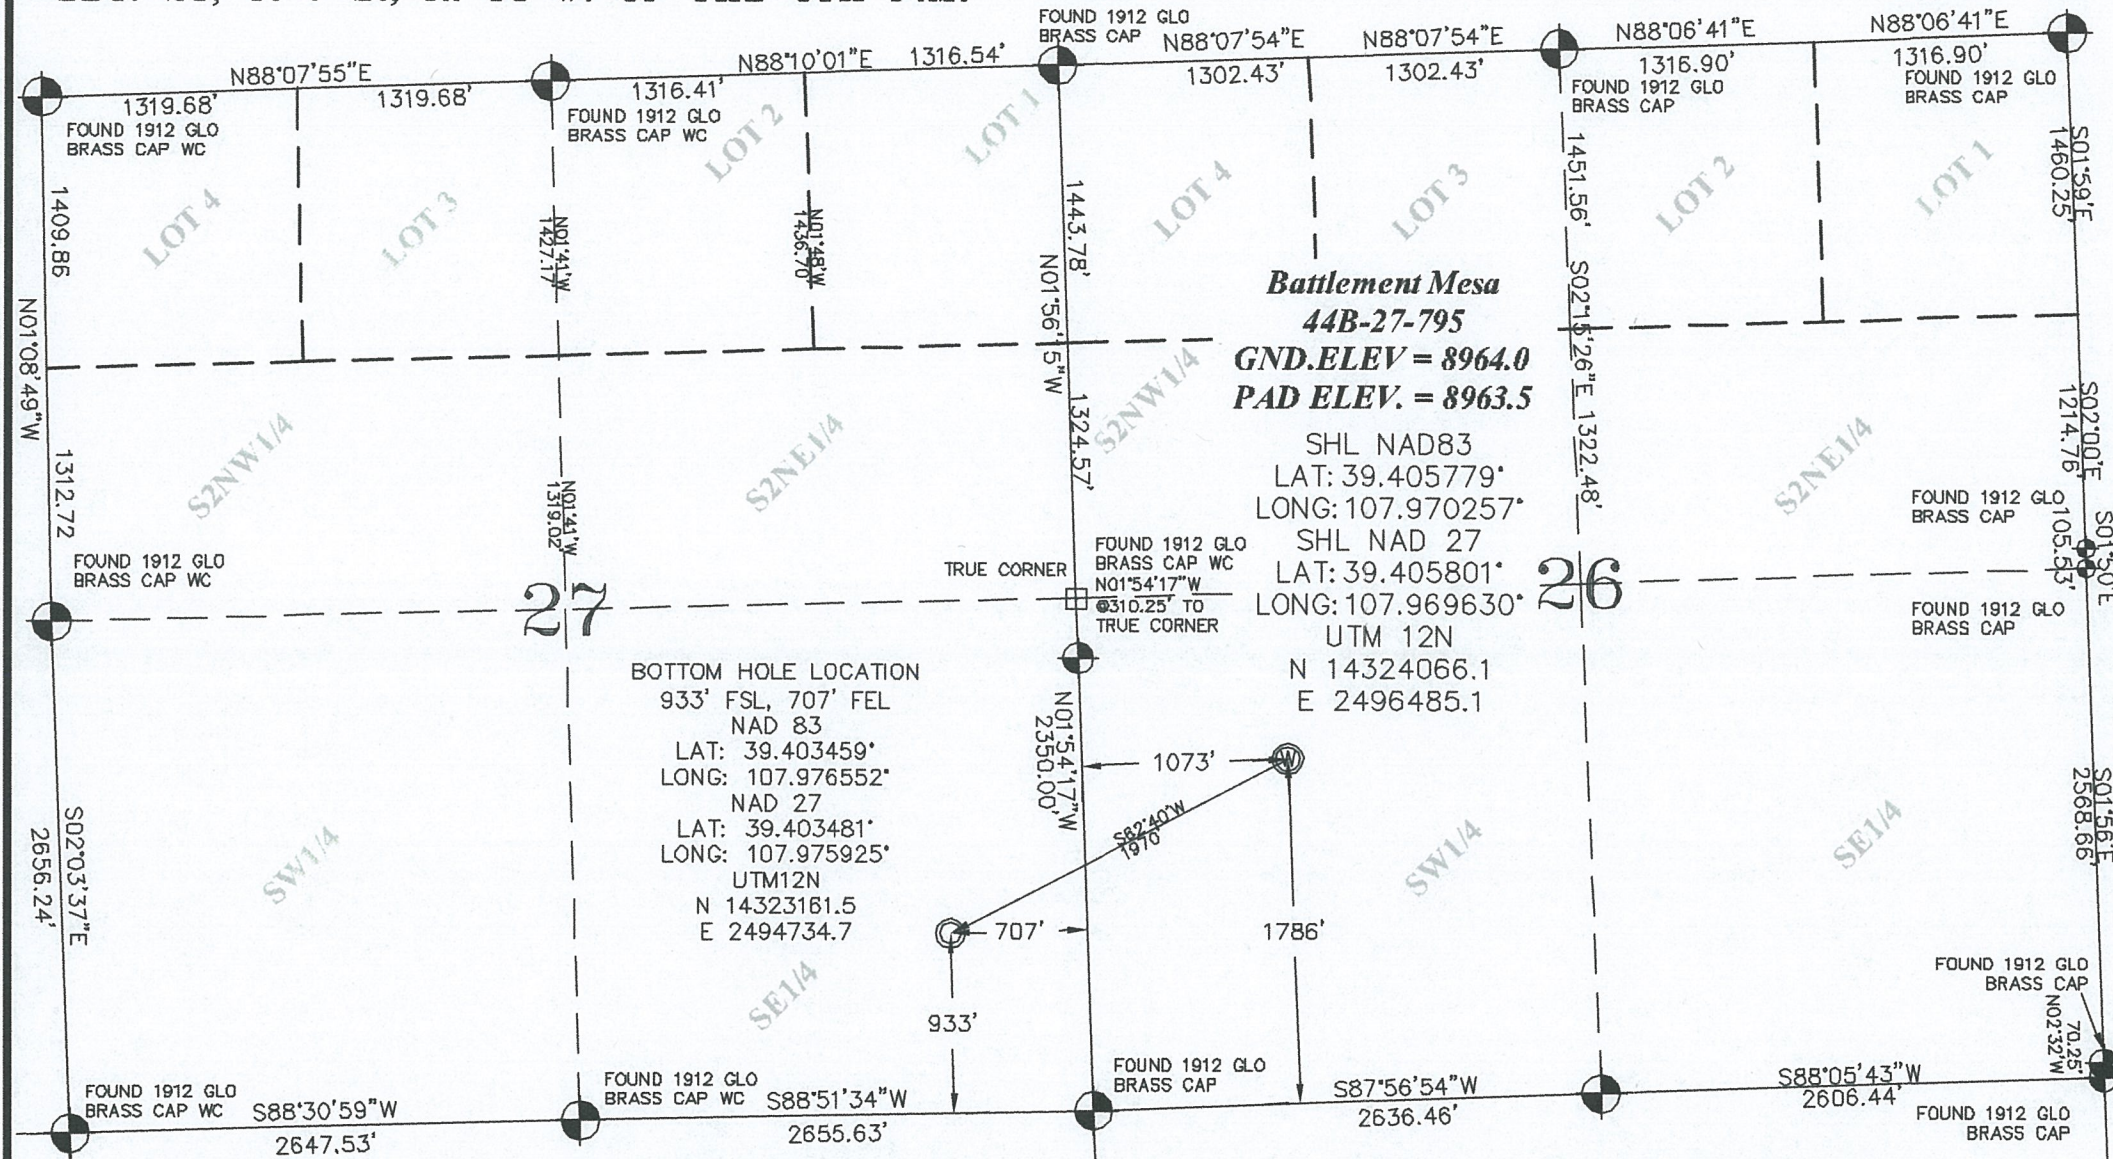 FOUND 1912 GLO
BRASS CAP
N88°07'55"E
1319.68'
1319.68'
FOUND 1912 GLO
BRASS CAP WC
N88°10'01"E
1316.41'
1316.54'
FOUND 1912 GLO
BRASS CAP WC
N88°07'54"E
1302.43'
N88°07'54"E
1302.43'
N88°06'41"E
1316.90'
N88°06'41"E
1316.90'
FOUND 1912 GLO
BRASS CAP
FOUND 1912 GLO
BRASS CAP
LOT 4
LOT 3
LOT 2
LOT 1
LOT 4
LOT 3
LOT 2
LOT 1
1409.86
N01°08'49"W
1312.72
N01°41'W
1427.17'
N01°48'W
1436.70'
1443.78'
1451.56'
S01°59'E
1460.25'
N01°41'W
1319.02'
1324.57'
S02°15'26"E 1322.48'
S02°00'E
1214.76'
S01°50'E
105.53'
Battlement Mesa
44B-27-795
GND.ELEV = 8964.0
PAD ELEV. = 8963.5
SHL NAD83
LAT: 39.405779°
LONG: 107.970257°
SHL NAD 27
LAT: 39.405801°
LONG: 107.969630°
UTM 12N
N 14324066.1
E 2496485.1
S2NW1/4
S2NE1/4
S2NW1/4
S2NE1/4
FOUND 1912 GLO
BRASS CAP WC
27
TRUE CORNER
FOUND 1912 GLO
BRASS CAP WC
N01°54'17"W
@310.25' TO
TRUE CORNER
26
FOUND 1912 GLO
BRASS CAP
FOUND 1912 GLO
BRASS CAP
BOTTOM HOLE LOCATION
933' FSL, 707' FEL
NAD 83
LAT: 39.403459°
LONG: 107.976552°
NAD 27
LAT: 39.403481°
LONG: 107.975925°
UTM12N
N 14323161.5
E 2494734.7
S02°03'37"E
2656.24'
N01°54'17"W
2350.00'
1073'
W
S62°40'W
1970'
707'
933'
1786'
SW1/4
SE1/4
SW1/4
SE1/4
S01°56'E
2568.66'
FOUND 1912 GLO
BRASS CAP
N02°32'W
70.25'
FOUND 1912 GLO
BRASS CAP WC
S88°30'59"W
2647.53'
FOUND 1912 GLO
BRASS CAP WC
S88°51'34"W
2655.63'
FOUND 1912 GLO
BRASS CAP
S87°56'54"W
2636.46'
S88°05'43"W
2606.44'
FOUND 1912 GLO
BRASS CAP